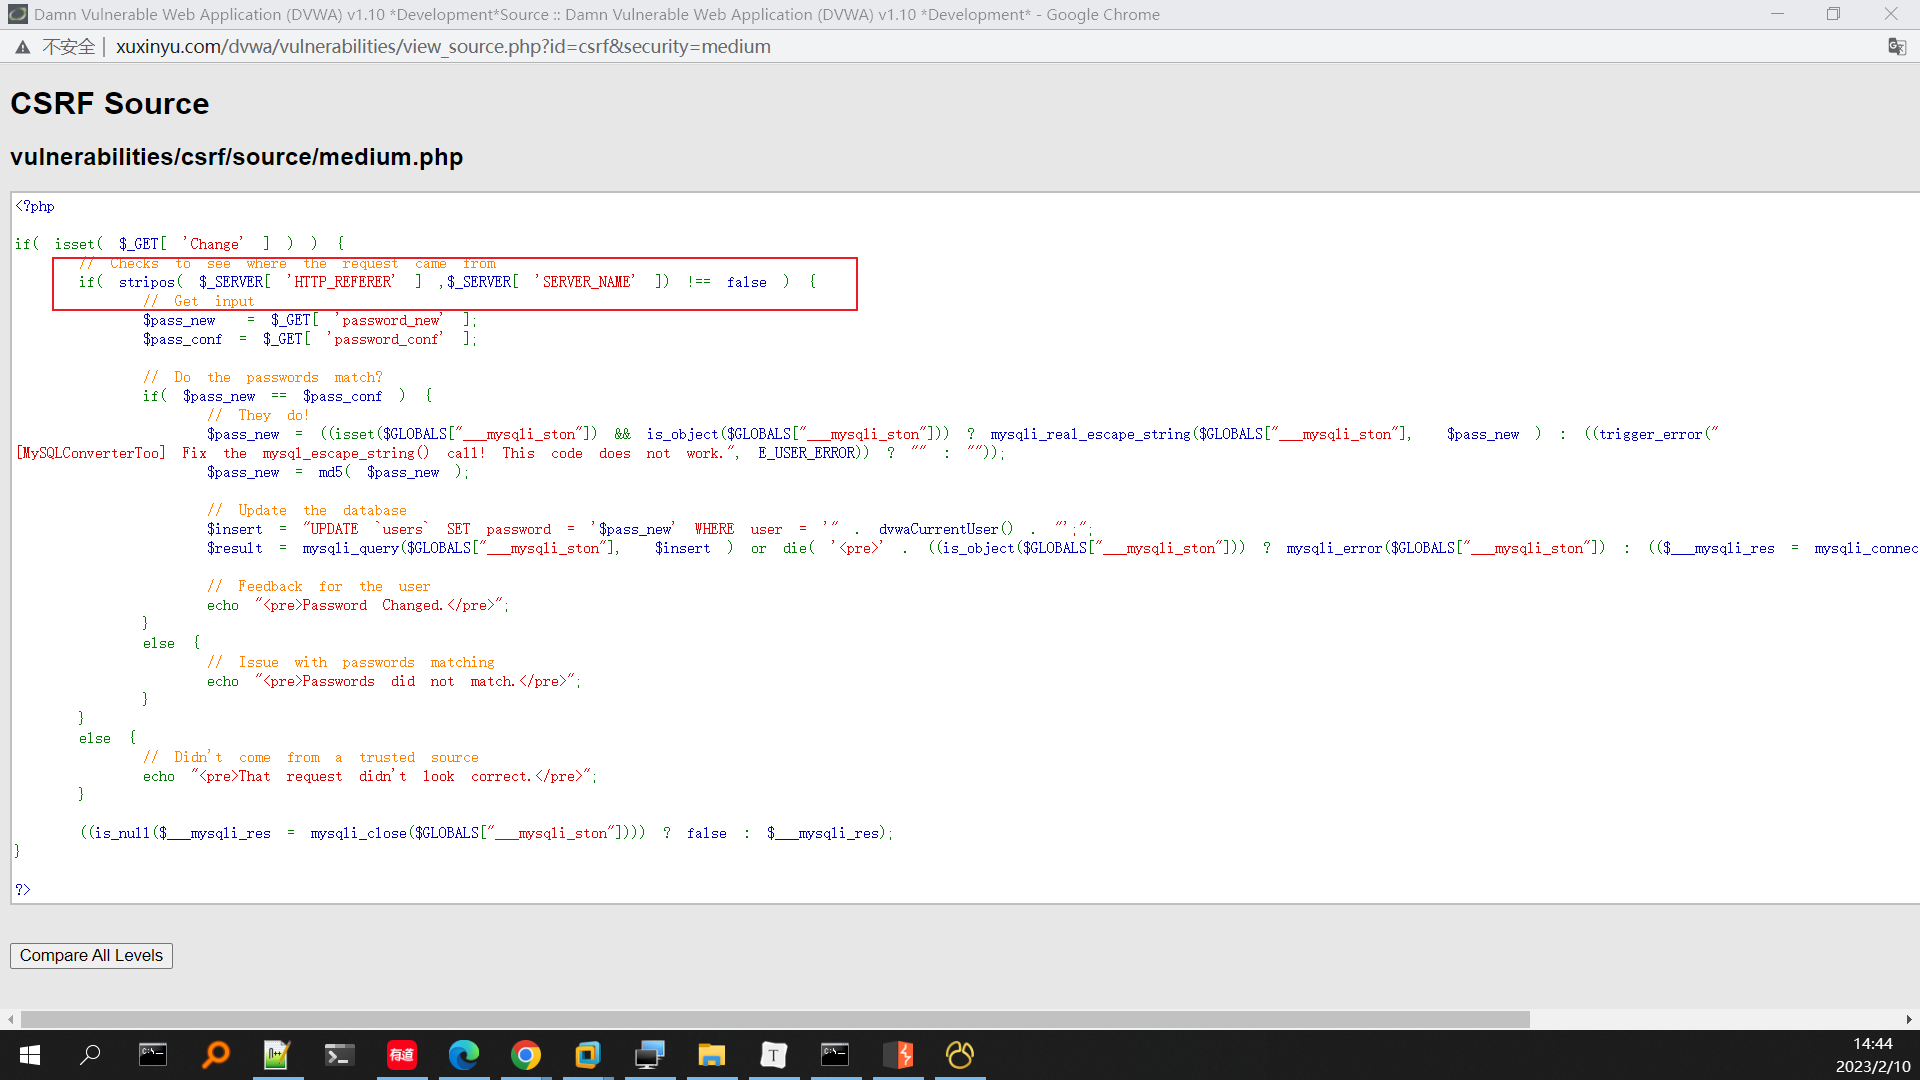 Damn Vulnerable Web Application (DVWA) v1.10 *Development*Source :: Damn Vulnerable Web Application (DVWA) v1.10 *Development* - Google Chrome
不安全 | xuxinyu.com/dvwa/vulnerabilities/view_source.php?id=csrf&security=medium
CSRF Source
vulnerabilities/csrf/source/medium.php
<?php
if( isset( $_GET[ 'Change' ] ) ) {
// Checks to see where the request came from
if( stripos( $_SERVER[ 'HTTP_REFERER' ] ,$_SERVER[ 'SERVER_NAME' ]) !== false ) {
// Get input
$pass_new = $_GET[ 'password_new' ];
$pass_conf = $_GET[ 'password_conf' ];
// Do the passwords match?
if( $pass_new == $pass_conf ) {
// They do!
$pass_new = ((isset($GLOBALS["___mysqli_ston"]) && is_object($GLOBALS["___mysqli_ston"])) ? mysqli_real_escape_string($GLOBALS["___mysqli_ston"], $pass_new ) : ((trigger_error("
[MySQLConverterToo] Fix the mysql_escape_string() call! This code does not work.", E_USER_ERROR)) ? "" : ""));
$pass_new = md5( $pass_new );
// Update the database
$insert = "UPDATE `users` SET password = '$pass_new' WHERE user = '" . dvwaCurrentUser() . "';";
$result = mysqli_query($GLOBALS["___mysqli_ston"], $insert ) or die( '<pre>' . ((is_object($GLOBALS["___mysqli_ston"])) ? mysqli_error($GLOBALS["___mysqli_ston"]) : (($___mysqli_res = mysqli_connec
// Feedback for the user
echo "<pre>Password Changed.</pre>";
}
else {
// Issue with passwords matching
echo "<pre>Passwords did not match.</pre>";
}
}
else {
// Didn't come from a trusted source
echo "<pre>That request didn't look correct.</pre>";
}
((is_null($___mysqli_res = mysqli_close($GLOBALS["___mysqli_ston"]))) ? false : $___mysqli_res);
}
?>
Compare All Levels
有道
T
14:44
2023/2/10